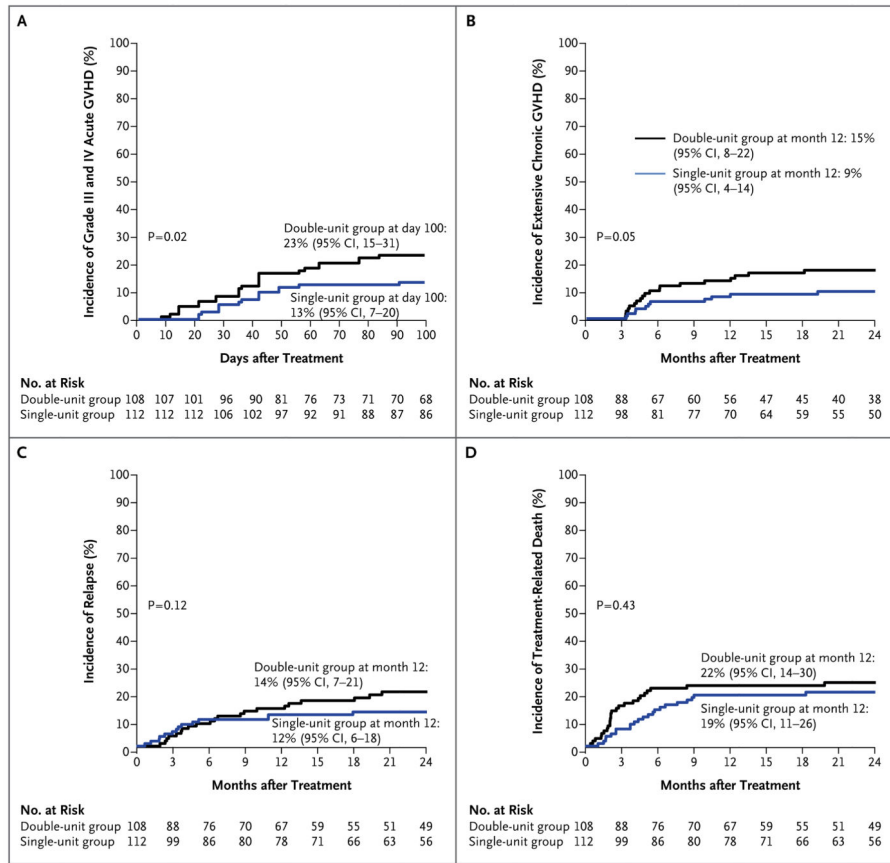 A
Incidence of Grade III and IV Acute GVHD (%)
100
90
80
70
60
50
40
30
20
10
0
P=0.02
Double-unit group at day 100:
23% (95% CI, 15–31)
Single-unit group at day 100:
13% (95% CI, 7–20)
0 10 20 30 40 50 60 70 80 90 100
Days after Treatment
No. at Risk
Double-unit group 108 107 101 96 90 81 76 73 71 70 68
Single-unit group 112 112 112 106 102 97 92 91 88 87 86
B
Incidence of Extensive Chronic GVHD (%)
100
90
80
70
60
50
40
30
20
10
0
Double-unit group at month 12: 15%
(95% CI, 8–22)
Single-unit group at month 12: 9%
(95% CI, 4–14)
P=0.05
0 3 6 9 12 15 18 21 24
Months after Treatment
No. at Risk
Double-unit group 108 88 67 60 56 47 45 40 38
Single-unit group 112 98 81 77 70 64 59 55 50
C
Incidence of Relapse (%)
100
90
80
70
60
50
40
30
20
10
0
P=0.12
Double-unit group at month 12:
14% (95% CI, 7–21)
Single-unit group at month 12:
12% (95% CI, 6–18)
0 3 6 9 12 15 18 21 24
Months after Treatment
No. at Risk
Double-unit group 108 88 76 70 67 59 55 51 49
Single-unit group 112 99 86 80 78 71 66 63 56
D
Incidence of Treatment-Related Death (%)
100
90
80
70
60
50
40
30
20
10
0
P=0.43
Double-unit group at month 12:
22% (95% CI, 14–30)
Single-unit group at month 12:
19% (95% CI, 11–26)
0 3 6 9 12 15 18 21 24
Months after Treatment
No. at Risk
Double-unit group 108 88 76 70 67 59 55 51 49
Single-unit group 112 99 86 80 78 71 66 63 56